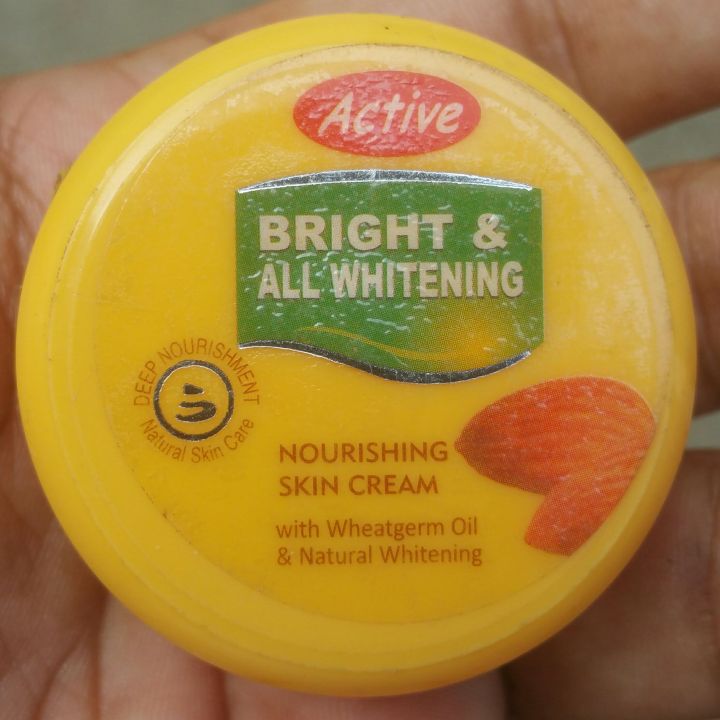 Active
BRIGHT &
ALL WHITENING
DEEP NOURISHMENT
Natural Skin Care
NOURISHING
SKIN CREAM
with Wheatgerm Oil
& Natural Whitening